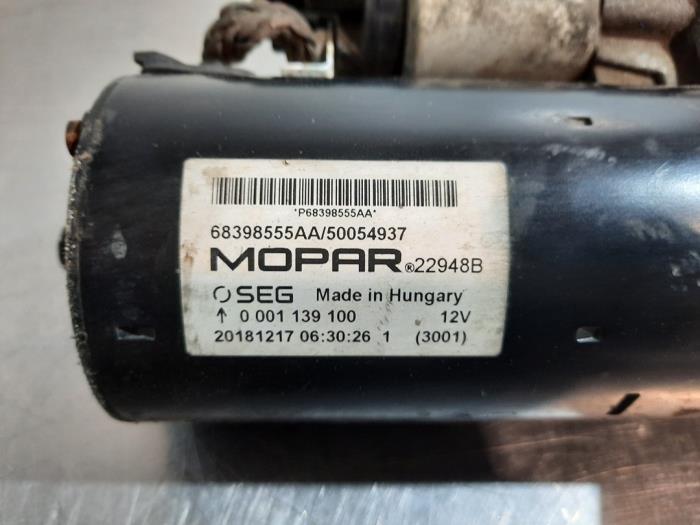 *P68398555AA*
68398555AA/50054937
MOPAR®22948B
SEG Made in Hungary
↑ 0 001 139 100 12V
20181217 06:30:26 1 (3001)